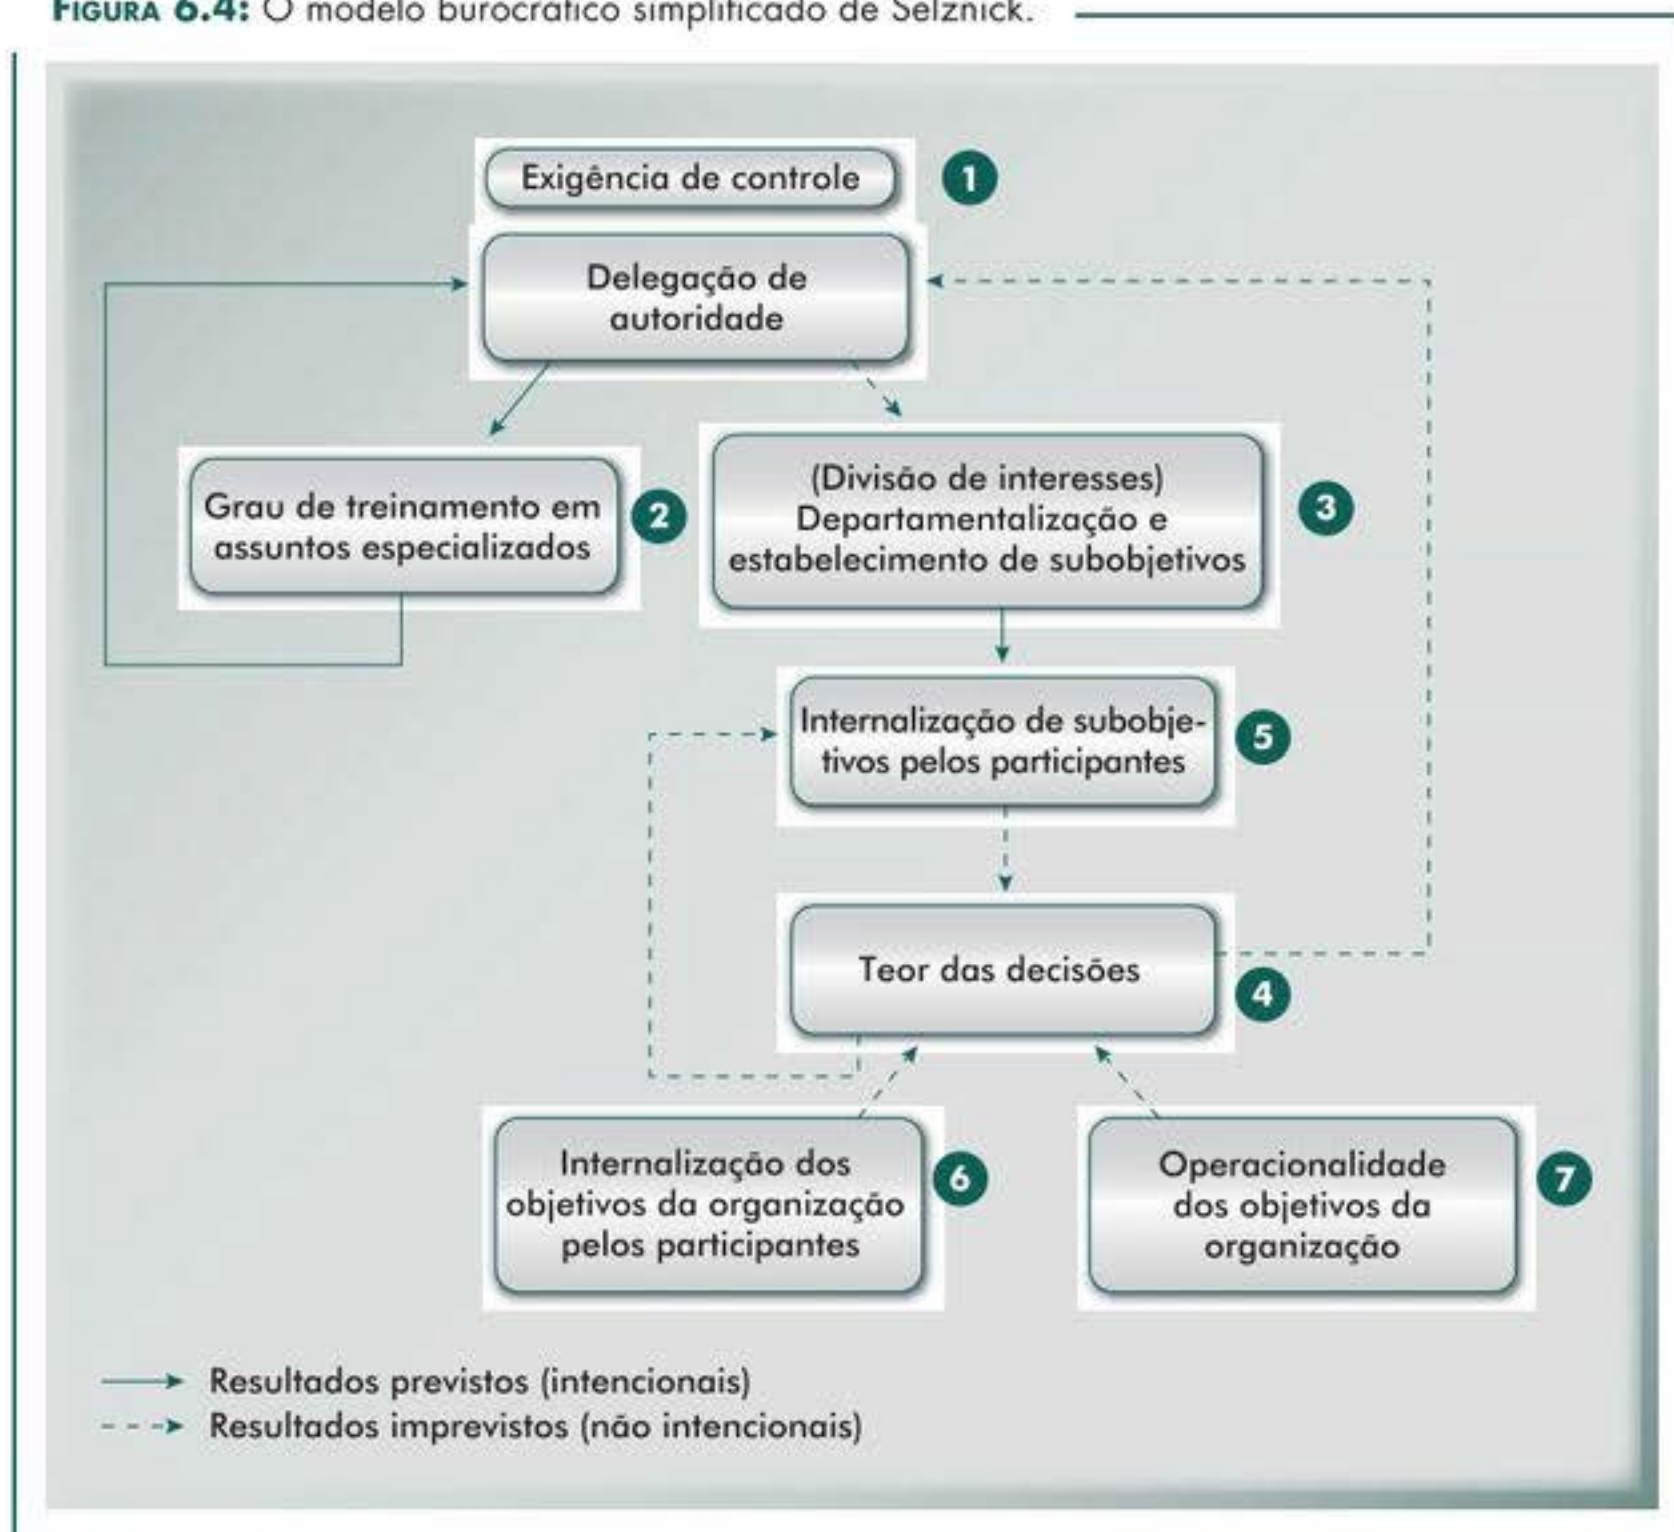 FIGURA 6.4: O modelo burocrático simplificado de Selznick.
Exigência de controle
1
Delegação de
autoridade
Grau de treinamento em
assuntos especializados
2
(Divisão de interesses)
Departamentalização e
estabelecimento de subobjetivos
3
Internalização de subobje-
tivos pelos participantes
5
Teor das decisões
4
Internalização dos
objetivos da organização
pelos participantes
6
Operacionalidade
dos objetivos da
organização
7
Resultados previstos (intencionais)
Resultados imprevistos (não intencionais)